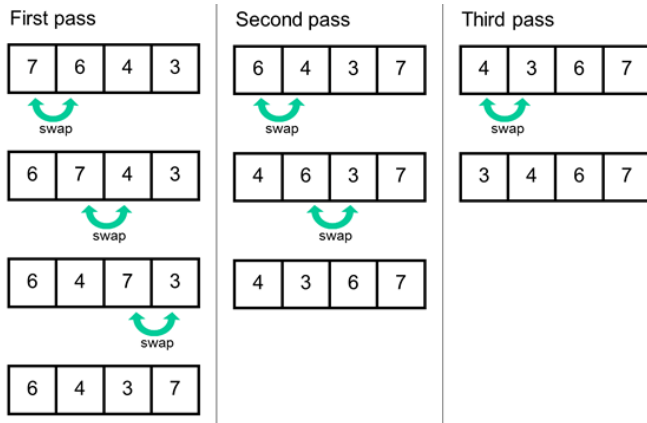 First pass
7 6 4 3
swap
6 7 4 3
swap
6 4 7 3
swap
6 4 3 7
Second pass
6 4 3 7
swap
4 6 3 7
swap
4 3 6 7
Third pass
4 3 6 7
swap
3 4 6 7